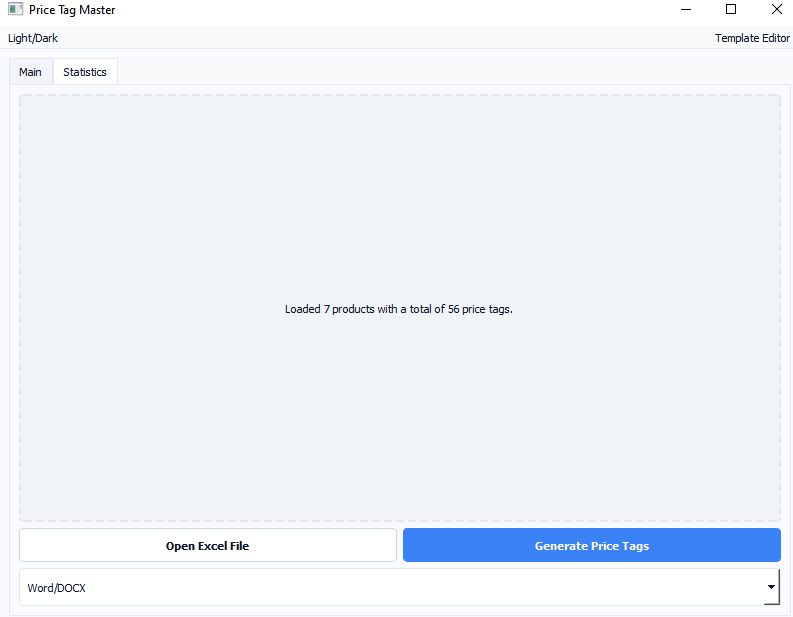 Price Tag Master
Light/Dark
Template Editor
Main
Statistics
Loaded 7 products with a total of 56 price tags.
Open Excel File
Generate Price Tags
Word/DOCX